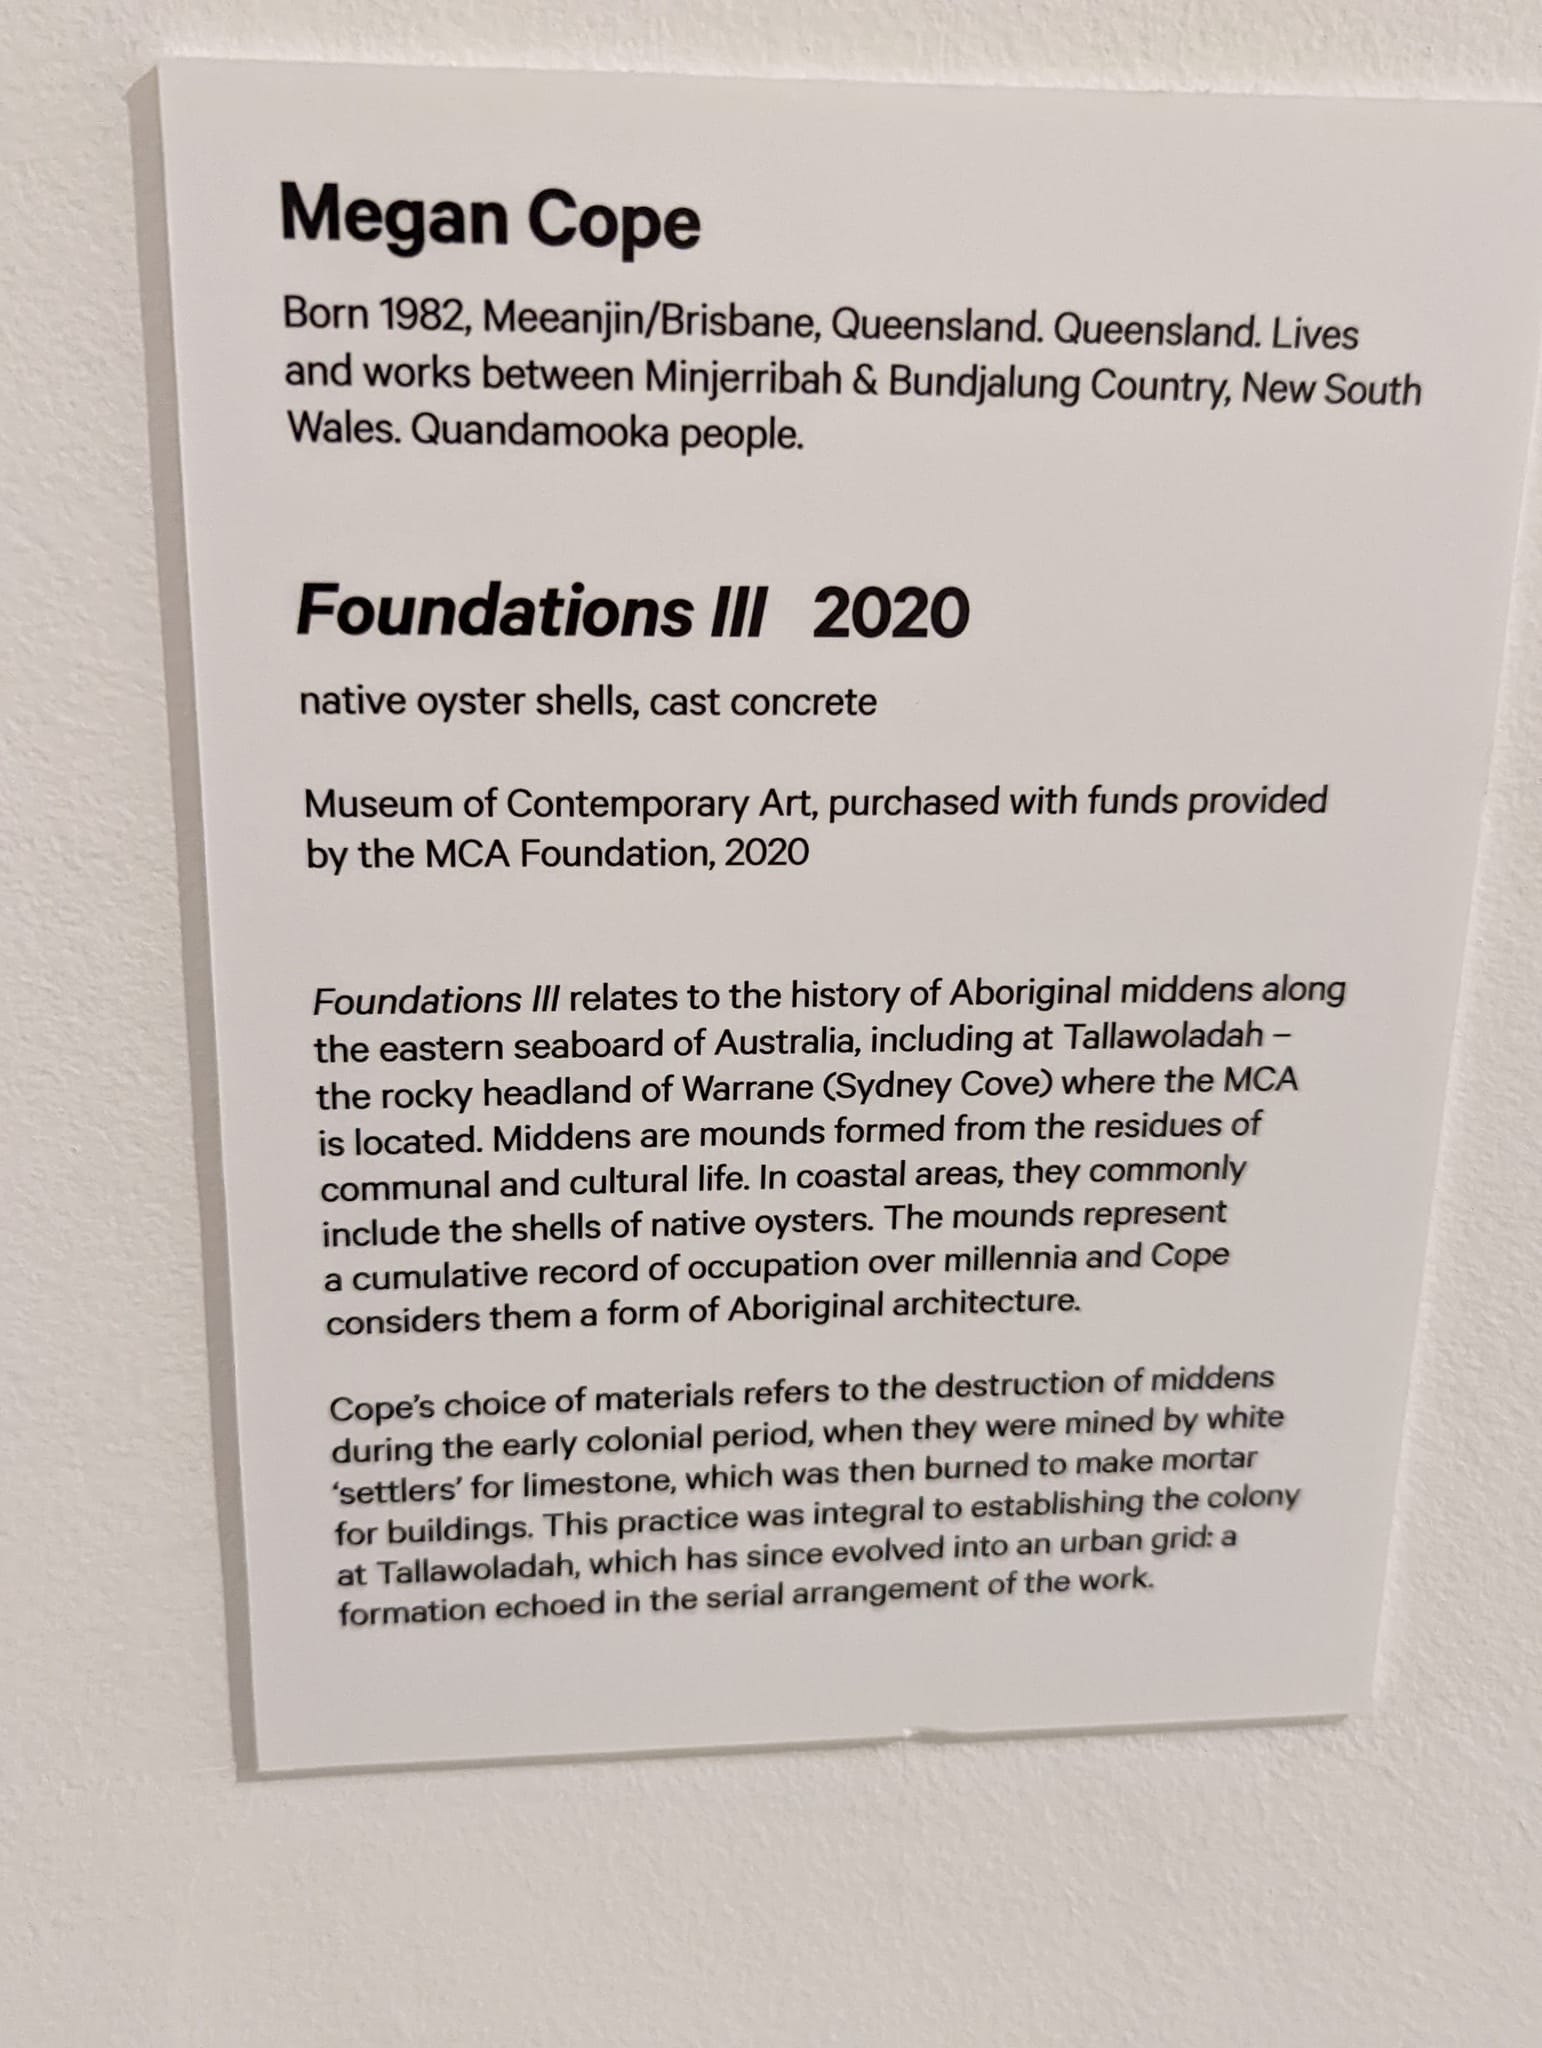 Megan Cope
Born 1982, Meeanjin/Brisbane, Queensland. Queensland. Lives
and works between Minjerribah & Bundjalung Country, New South
Wales. Quandamooka people.
Foundations III 2020
native oyster shells, cast concrete
Museum of Contemporary Art, purchased with funds provided
by the MCA Foundation, 2020
Foundations III relates to the history of Aboriginal middens along
the eastern seaboard of Australia, including at Tallawoladah –
the rocky headland of Warrane (Sydney Cove) where the MCA
is located. Middens are mounds formed from the residues of
communal and cultural life. In coastal areas, they commonly
include the shells of native oysters. The mounds represent
a cumulative record of occupation over millennia and Cope
considers them a form of Aboriginal architecture.
Cope’s choice of materials refers to the destruction of middens
during the early colonial period, when they were mined by white
‘settlers’ for limestone, which was then burned to make mortar
for buildings. This practice was integral to establishing the colony
at Tallawoladah, which has since evolved into an urban grid: a
formation echoed in the serial arrangement of the work.